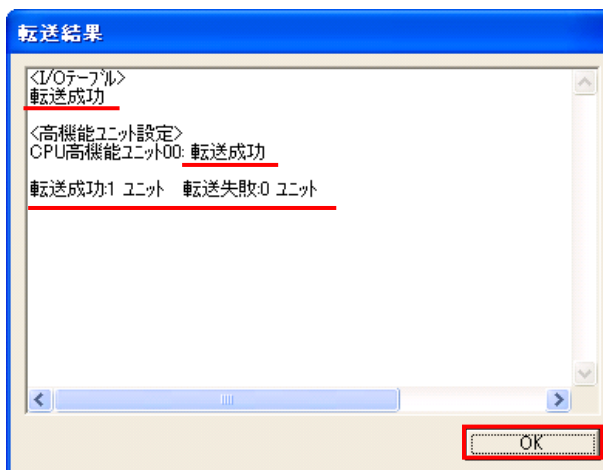 転送結果
<I/Oテーブル>
転送成功
<高機能ユニット設定>
CPU高機能ユニット00: 転送成功
転送成功:1 ユニット 転送失敗:0 ユニット
OK